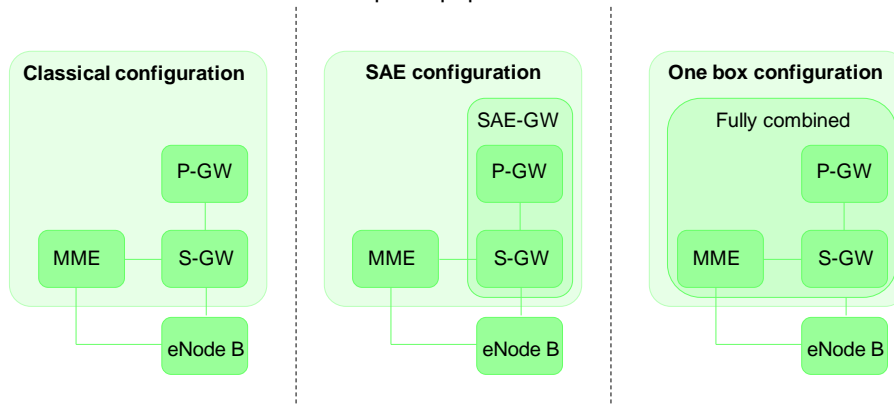 Classical configuration
P-GW
MME
S-GW
eNode B
SAE configuration
SAE-GW
P-GW
MME
S-GW
eNode B
One box configuration
Fully combined
P-GW
MME
S-GW
eNode B